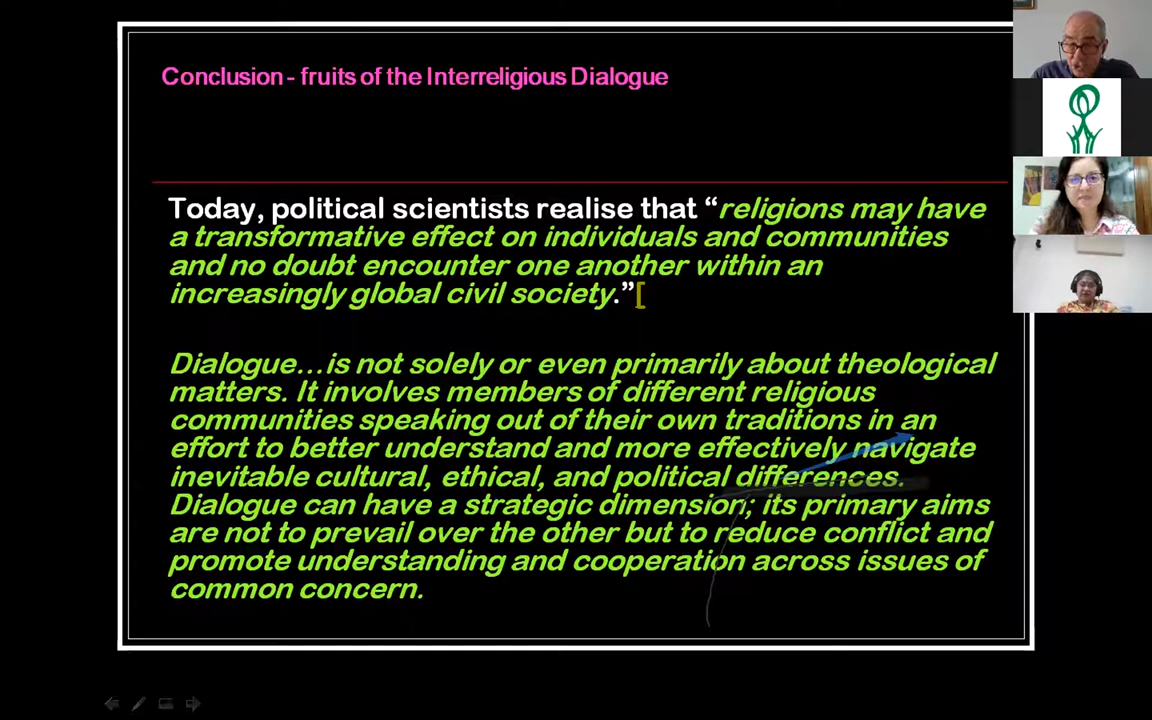 Conclusion - fruits of the Interreligious Dialogue
Today, political scientists realise that “religions may have
a transformative effect on individuals and communities
and no doubt encounter one another within an
increasingly global civil society.”[
Dialogue...is not solely or even primarily about theological
matters. It involves members of different religious
communities speaking out of their own traditions in an
effort to better understand and more effectively navigate
inevitable cultural, ethical, and political differences.
Dialogue can have a strategic dimension; its primary aims
are not to prevail over the other but to reduce conflict and
promote understanding and cooperation across issues of
common concern.